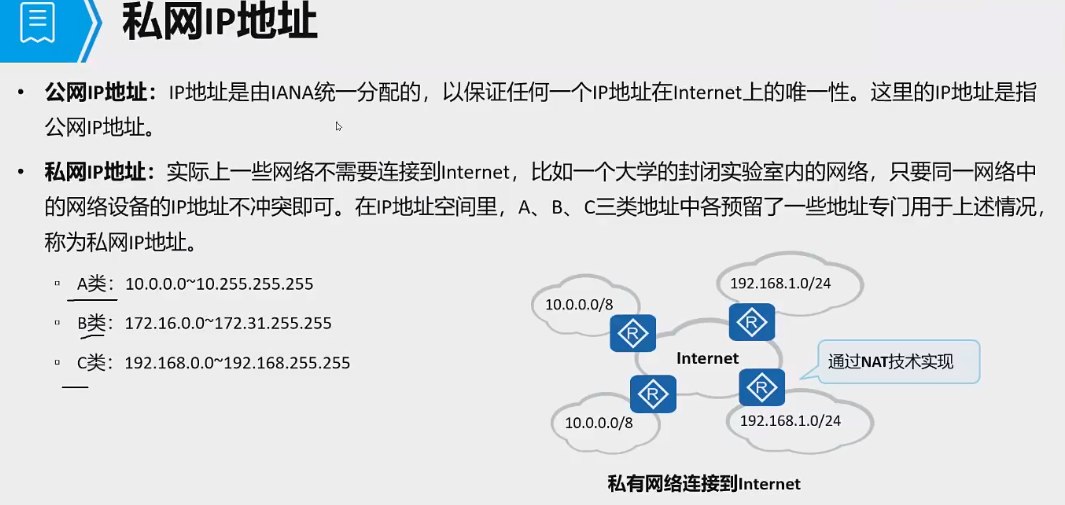 私网IP地址
• 公网IP地址：IP地址是由IANA统一分配的，以保证任何一个IP地址在Internet上的唯一性。这里的IP地址是指
公网IP地址。
• 私网IP地址：实际上一些网络不需要连接到Internet，比如一个大学的封闭实验室内的网络，只要同一网络中
的网络设备的IP地址不冲突即可。在IP地址空间里，A、B、C三类地址中各预留了一些地址专门用于上述情况，
称为私网IP地址。
▫ A类：10.0.0.0~10.255.255.255
▫ B类：172.16.0.0~172.31.255.255
▫ C类：192.168.0.0~192.168.255.255
10.0.0.0/8
192.168.1.0/24
R
R
Internet
通过NAT技术实现
R
R
10.0.0.0/8
192.168.1.0/24
私有网络连接到Internet